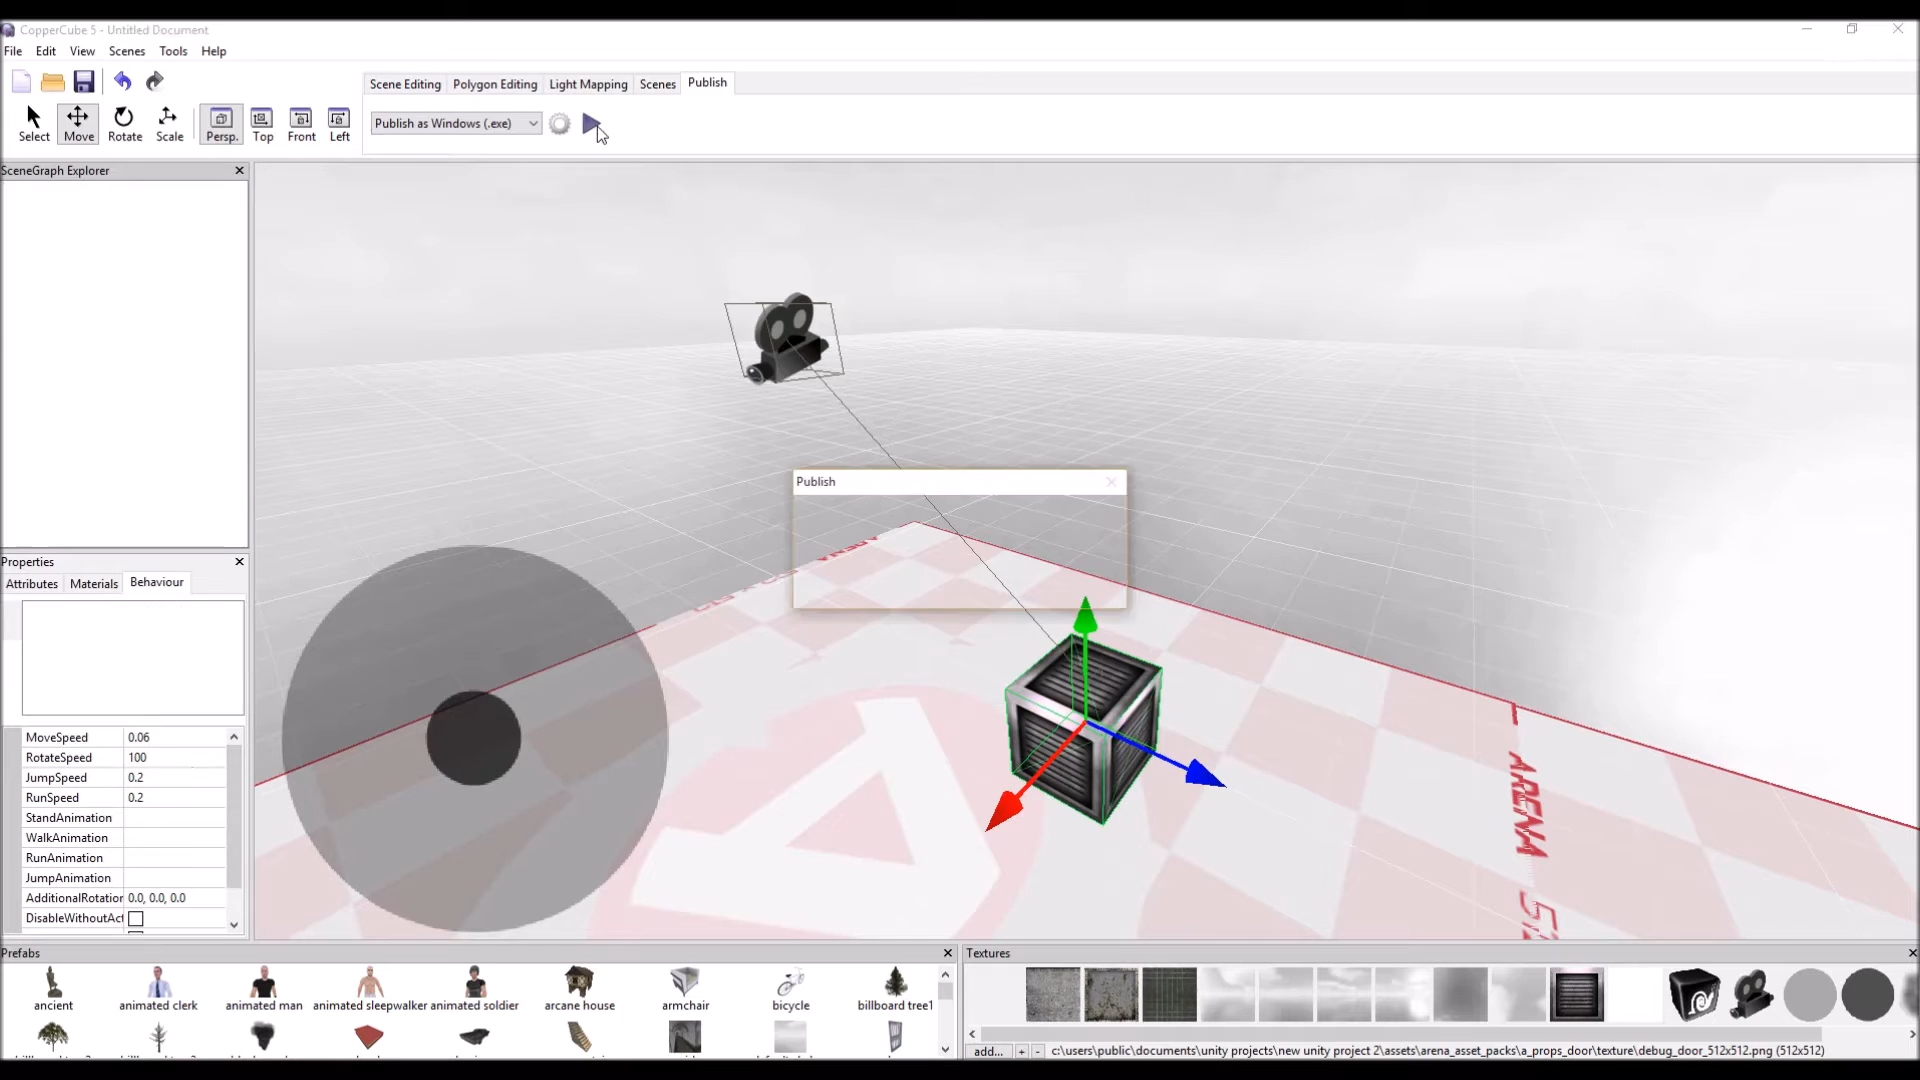 CopperCube 5 - Untitled Document
File Edit View Scenes Tools Help
Scene Editing Polygon Editing Light Mapping Scenes Publish
Select Move Rotate Scale Persp. Top Front Left
Publish as Windows (.exe)
SceneGraph Explorer
Publish
Properties
Attributes Materials Behaviour
MoveSpeed 0.06
RotateSpeed 100
JumpSpeed 0.2
RunSpeed 0.2
StandAnimation
WalkAnimation
RunAnimation
JumpAnimation
AdditionalRotation 0.0, 0.0, 0.0
DisableWithoutAct
ARENA
ARENA 512
Prefabs
ancient animated clerk animated man animated sleepwalker animated soldier arcane house armchair bicycle billboard tree1
Textures
add... + - c:\users\public\documents\unity projects\new unity project 2\assets\arena_asset_packs\a_props_door\texture\debug_door_512x512.png (512x512)